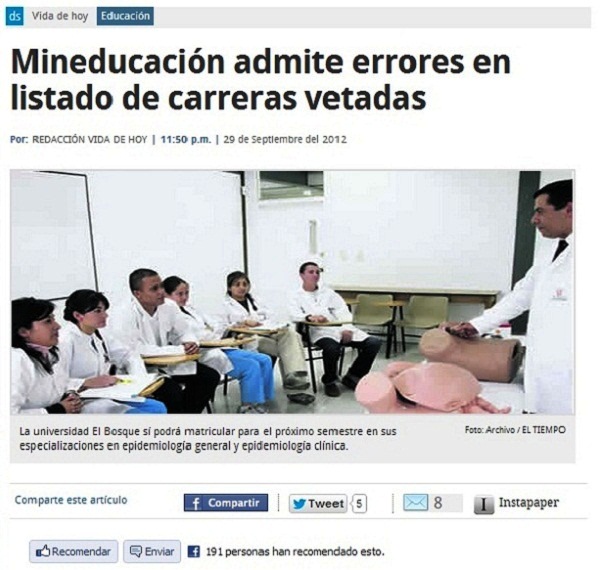 ds Vida de hoy Educación
Mineducación admite errores en
listado de carreras vetadas
Por: REDACCIÓN VIDA DE HOY | 11:50 p.m. | 29 de Septiembre del 2012
La universidad El Bosque sí podrá matricular para el próximo semestre en sus
especializaciones en epidemiología general y epidemiología clínica.
Foto: Archivo / EL TIEMPO
Comparte este artículo f Compartir Tweet 5 8 I Instapaper
Recomendar Enviar f 191 personas han recomendado esto.